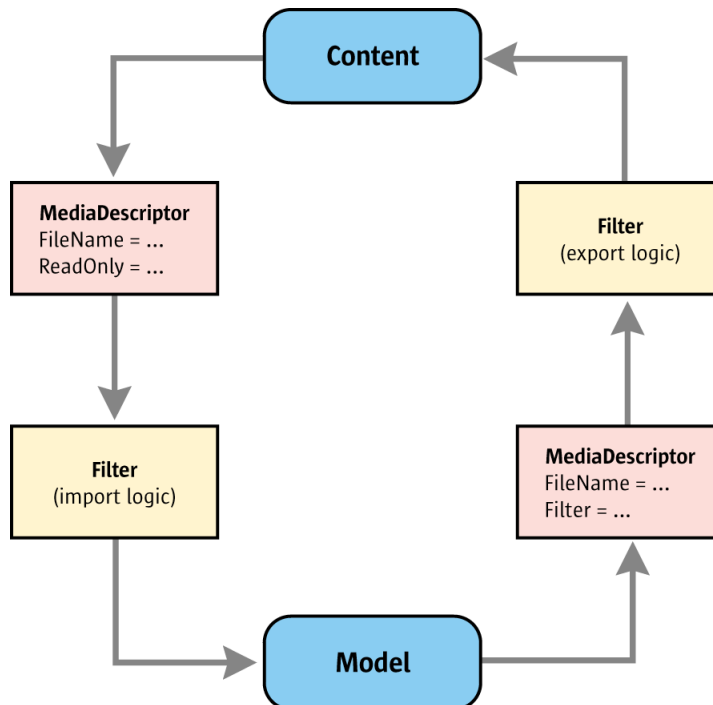 Content
MediaDescriptor
FileName = ...
ReadOnly = ...
Filter
(export logic)
Filter
(import logic)
MediaDescriptor
FileName = ...
Filter = ...
Model